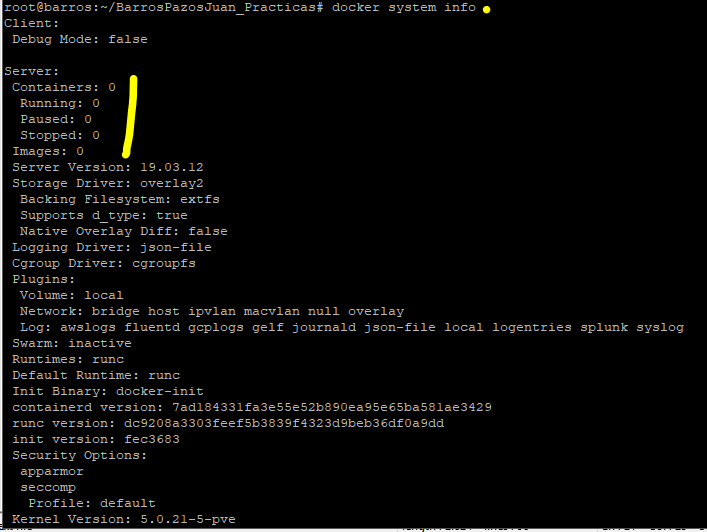 root@barros:~/BarrosPazosJuan_Practicas# docker system info
Client:
 Debug Mode: false

Server:
 Containers: 0
  Running: 0
  Paused: 0
  Stopped: 0
 Images: 0
 Server Version: 19.03.12
 Storage Driver: overlay2
  Backing Filesystem: extfs
  Supports d_type: true
  Native Overlay Diff: false
 Logging Driver: json-file
 Cgroup Driver: cgroupfs
 Plugins:
  Volume: local
  Network: bridge host ipvlan macvlan null overlay
  Log: awslogs fluentd gcplogs gelf journald json-file local logentries splunk syslog
 Swarm: inactive
 Runtimes: runc
 Default Runtime: runc
 Init Binary: docker-init
 containerd version: 7ad184331fa3e55e52b890ea95e65ba581ae3429
 runc version: dc9208a3303feef5b3839f4323d9beb36df0a9dd
 init version: fec3683
 Security Options:
  apparmor
  seccomp
   Profile: default
 Kernel Version: 5.0.21-5-pve